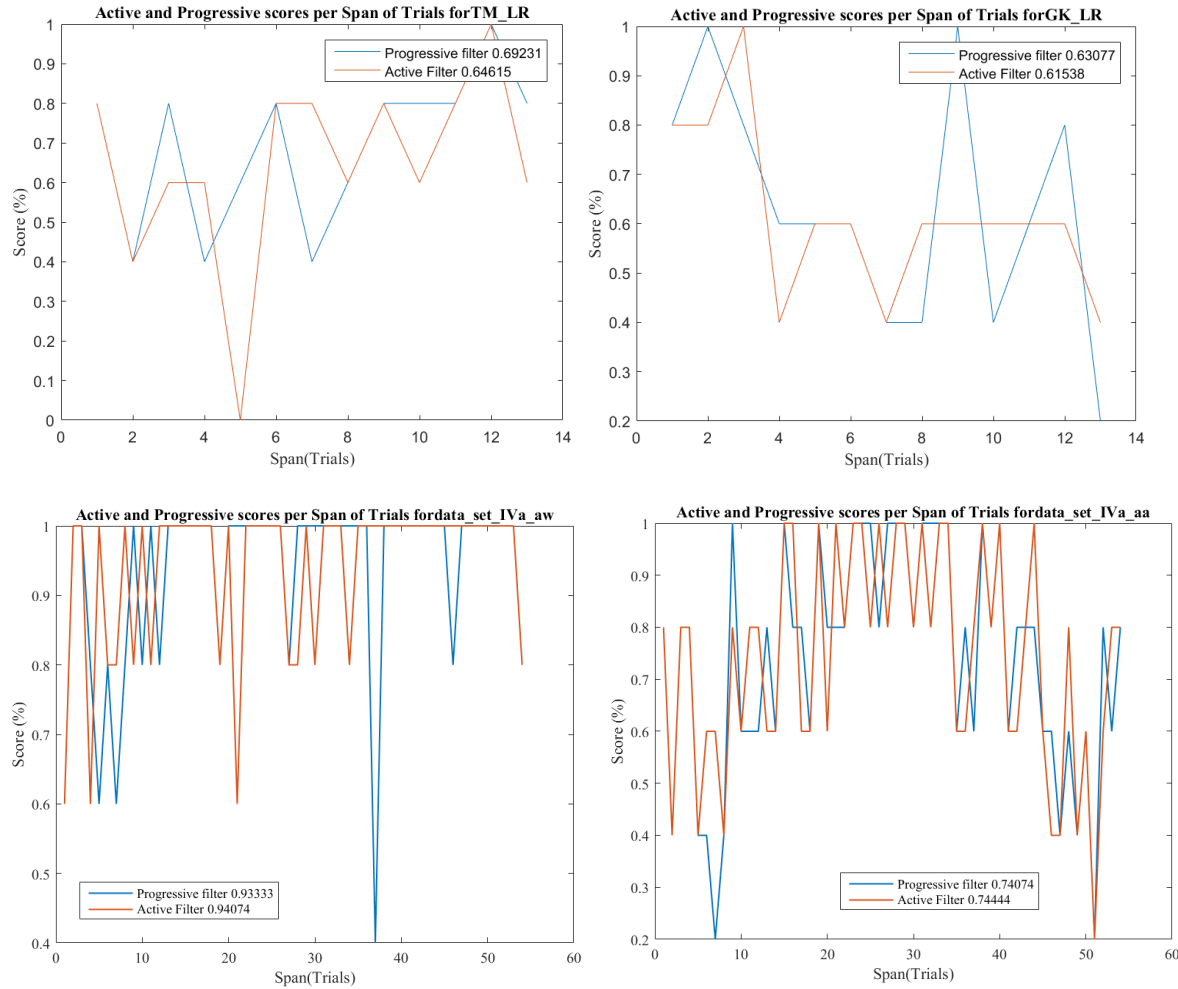 Active and Progressive scores per Span of Trials forTM_LR
Progressive filter 0.69231
Active Filter 0.64615
Score (%)
1
0.9
0.8
0.7
0.6
0.5
0.4
0.3
0.2
0.1
0
0 2 4 6 8 10 12 14
Span(Trials)
Active and Progressive scores per Span of Trials forGK_LR
Progressive filter 0.63077
Active Filter 0.61538
Score (%)
1
0.9
0.8
0.7
0.6
0.5
0.4
0.3
0.2
0 2 4 6 8 10 12 14
Span(Trials)
Active and Progressive scores per Span of Trials fordata_set_IVa_aw
Score (%)
1
0.9
0.8
0.7
0.6
0.5
0.4
Progressive filter 0.93333
Active Filter 0.94074
0 10 20 30 40 50 60
Span(Trials)
Active and Progressive scores per Span of Trials fordata_set_IVa_aa
Score (%)
1
0.9
0.8
0.7
0.6
0.5
0.4
0.3
0.2
Progressive filter 0.74074
Active Filter 0.74444
0 10 20 30 40 50 60
Span(Trials)